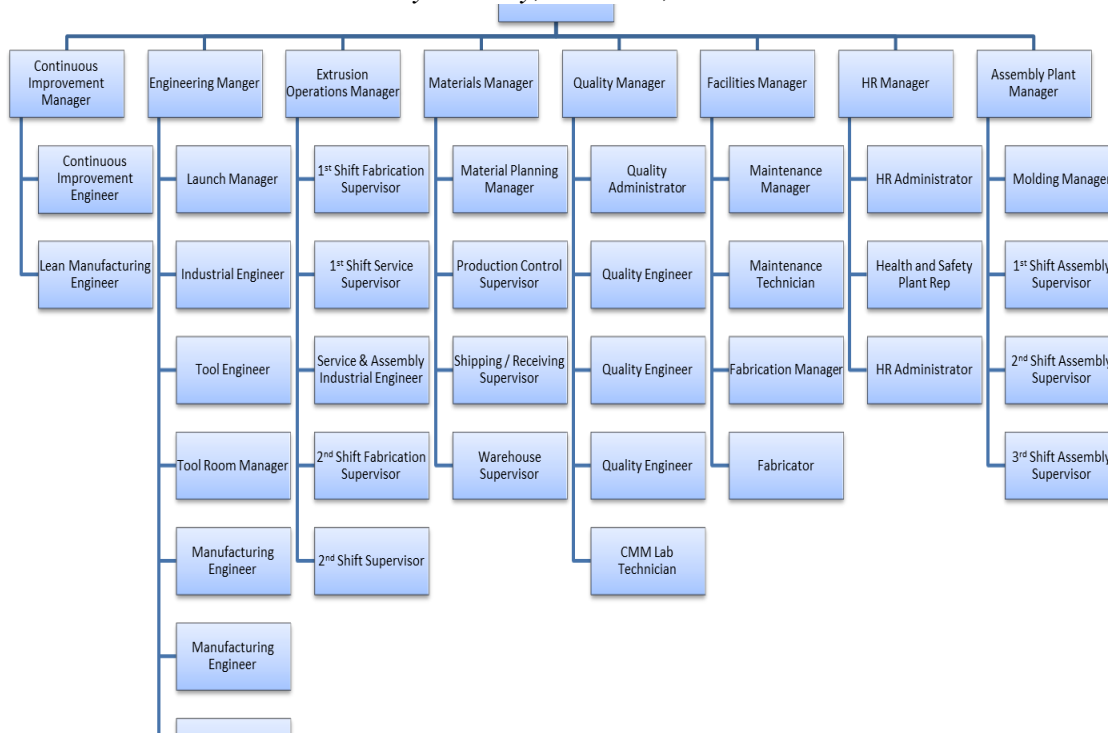 Continuous
Improvement
Manager
Engineering Manger
Extrusion
Operations Manager
Materials Manager
Quality Manager
Facilities Manager
HR Manager
Assembly Plant
Manager
Continuous
Improvement
Engineer
Launch Manager
1st Shift Fabrication
Supervisor
Material Planning
Manager
Quality
Administrator
Maintenance
Manager
HR Administrator
Molding Manager
Lean Manufacturing
Engineer
Industrial Engineer
1st Shift Service
Supervisor
Production Control
Supervisor
Quality Engineer
Maintenance
Technician
Health and Safety
Plant Rep
1st Shift Assembly
Supervisor
Tool Engineer
Service & Assembly
Industrial Engineer
Shipping / Receiving
Supervisor
Quality Engineer
Fabrication Manager
HR Administrator
2nd Shift Assembly
Supervisor
Tool Room Manager
2nd Shift Fabrication
Supervisor
Warehouse
Supervisor
Quality Engineer
Fabricator
3rd Shift Assembly
Supervisor
Manufacturing
Engineer
2nd Shift Supervisor
CMM Lab
Technician
Manufacturing
Engineer